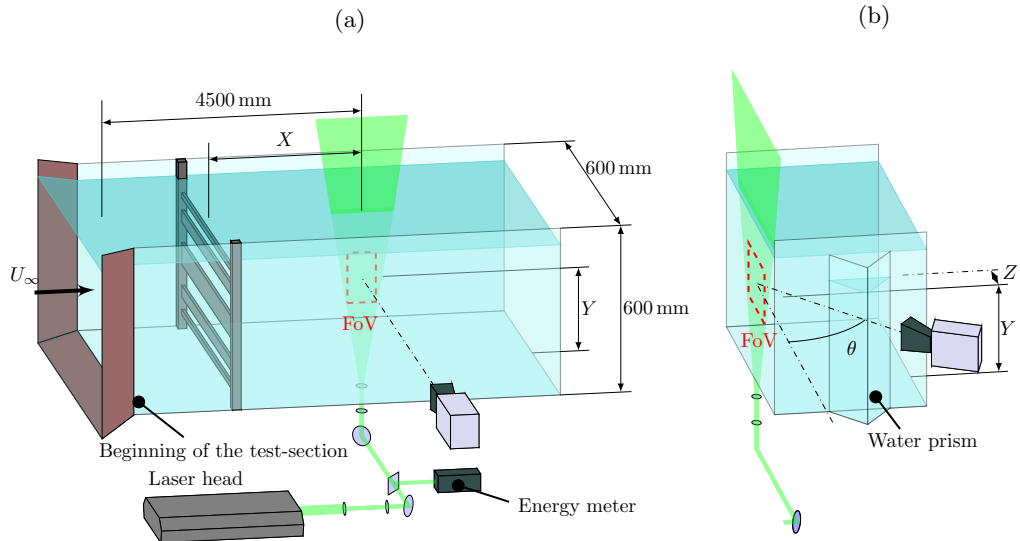 (a)
(b)
4500 mm
X
600 mm
U∞
FoV
Y
600 mm
Beginning of the test-section
Laser head
Energy meter
Z
FoV
θ
Y
Water prism